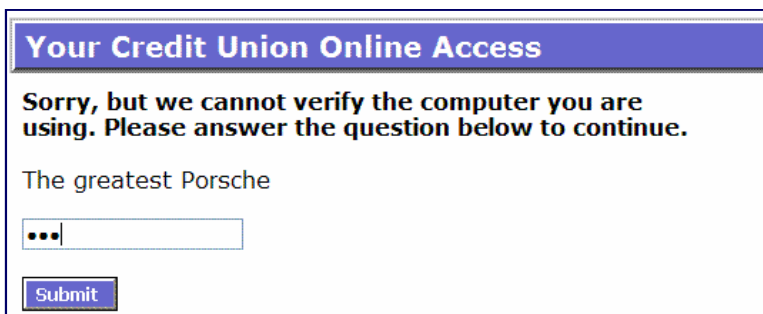 Your Credit Union Online Access
Sorry, but we cannot verify the computer you are
using. Please answer the question below to continue.
The greatest Porsche
•••
Submit